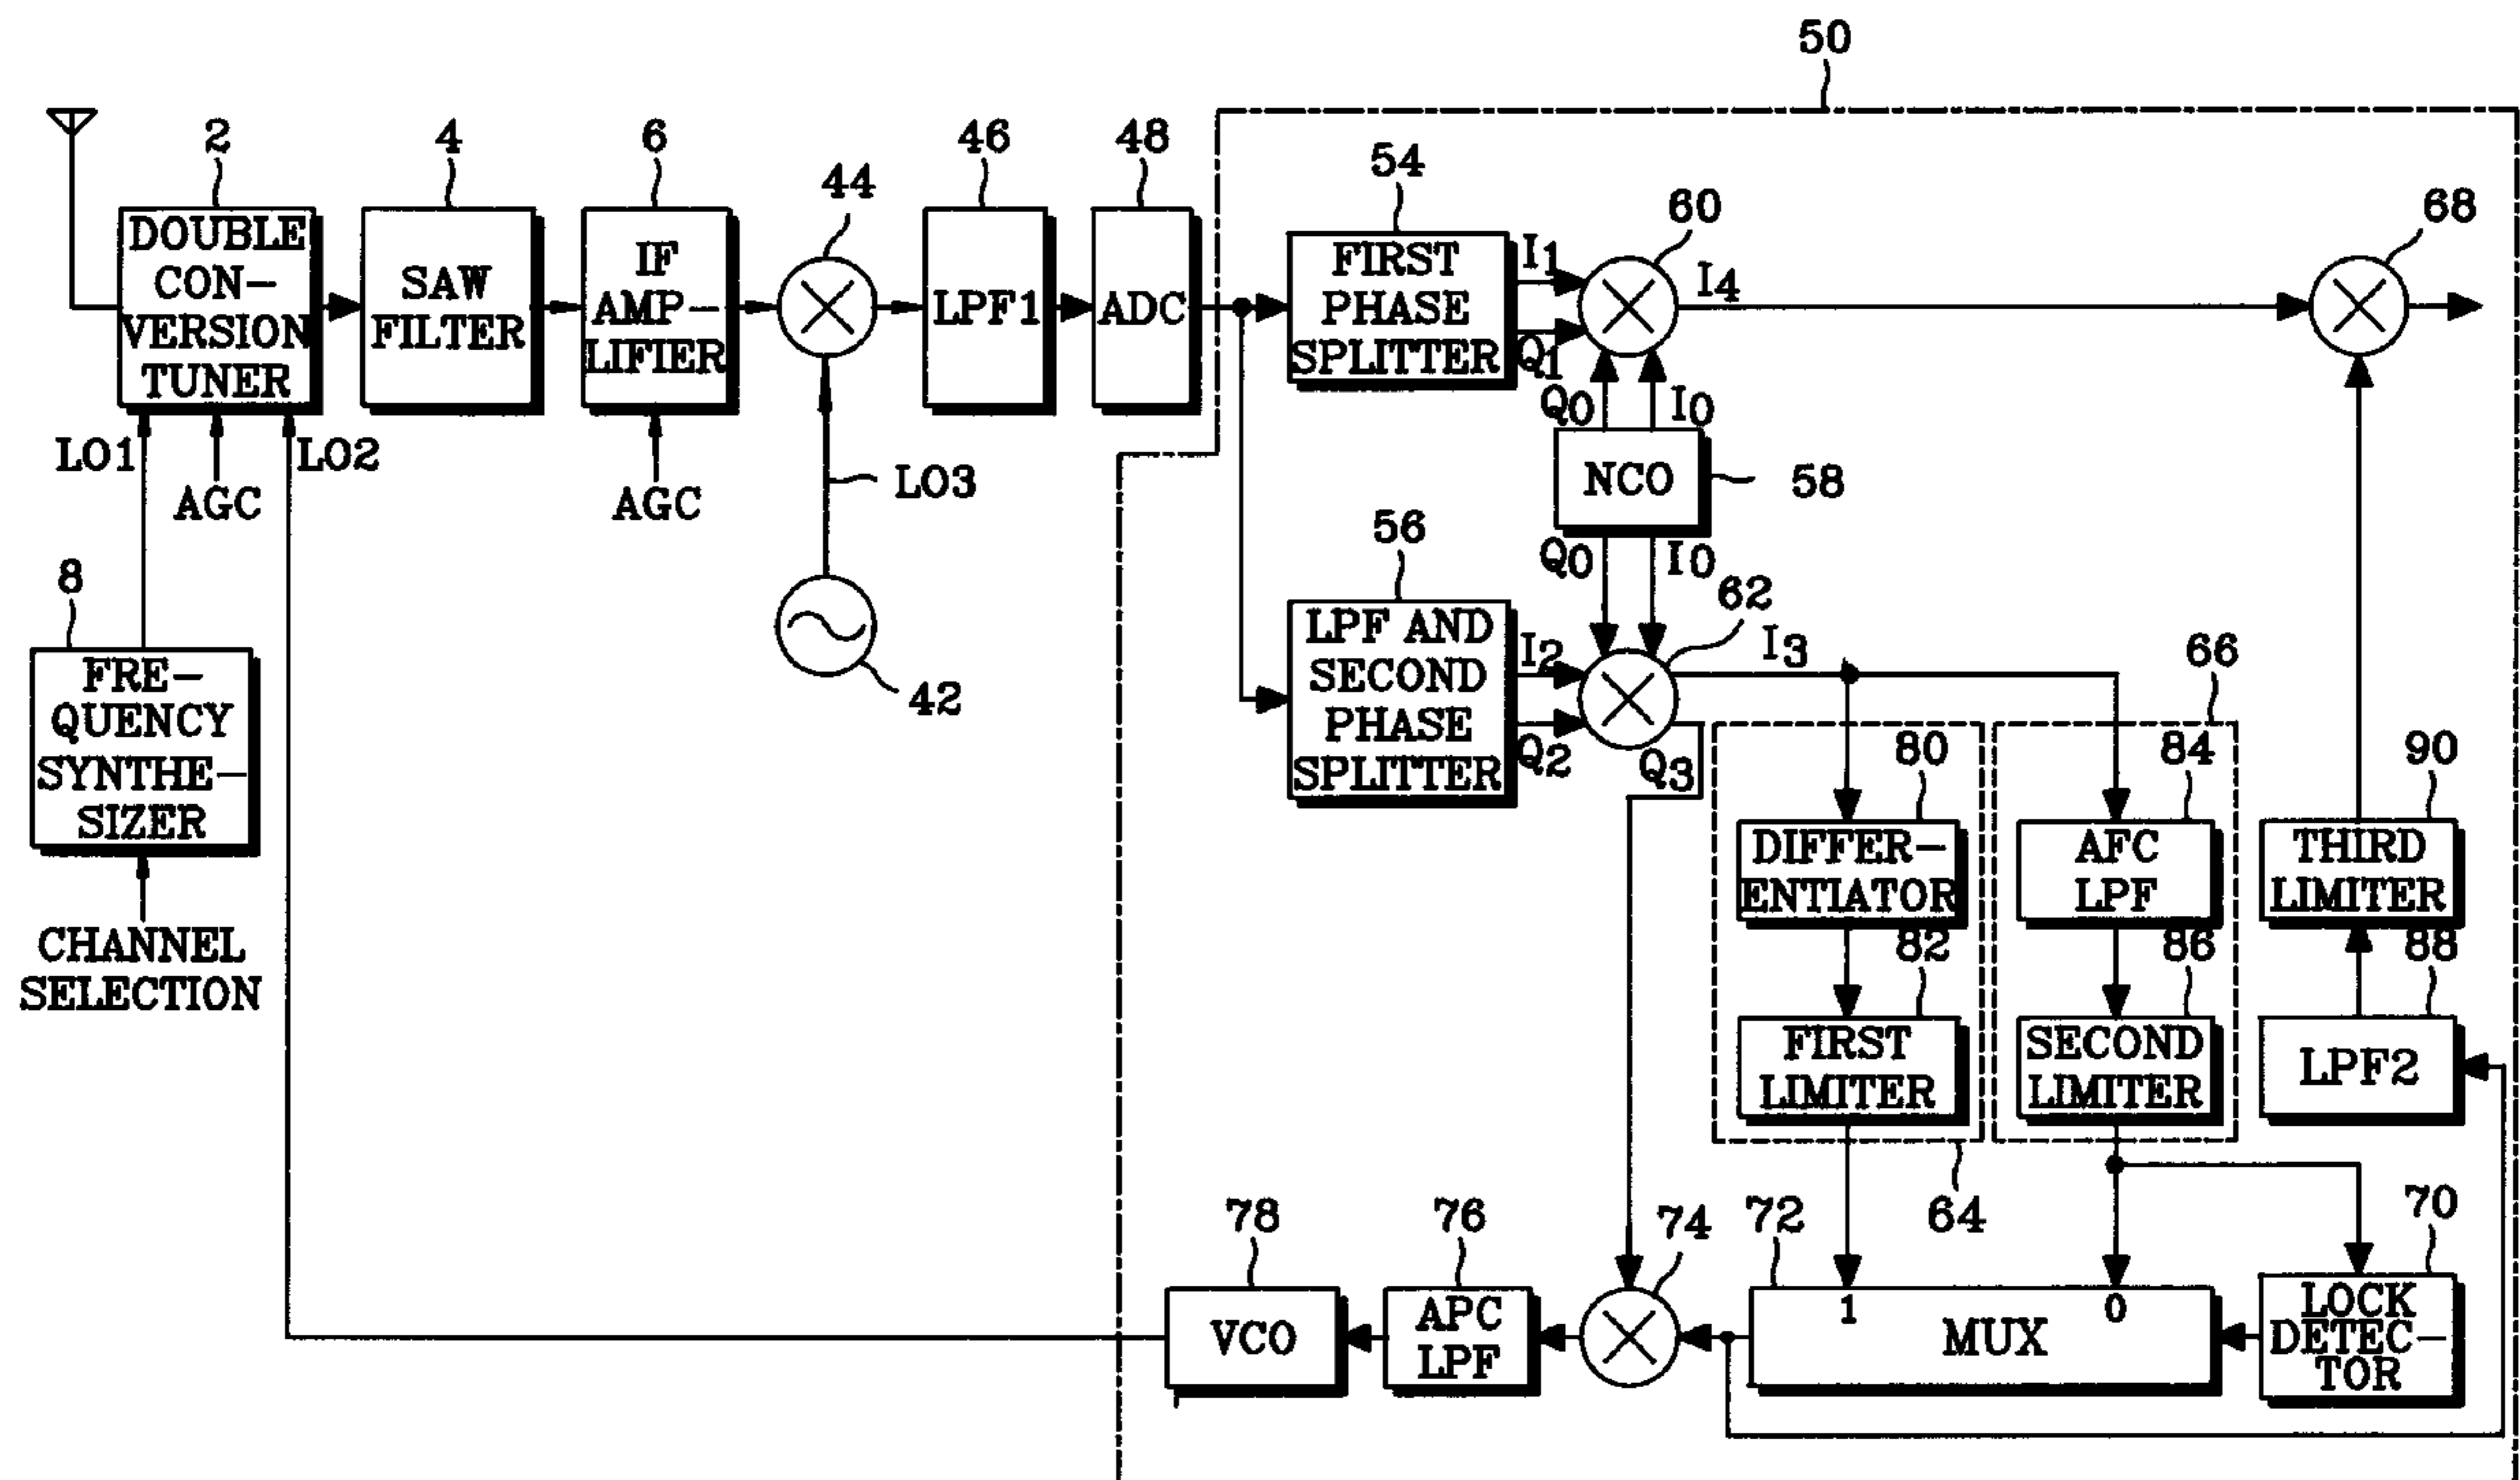 50
2
4
6
44
46
48
54
60
68
DOUBLE
CON-
VERSION
TUNER
SAW
FILTER
IF
AMP-
LIFIER
LPF1
ADC
FIRST
PHASE
SPLITTER
I1
Q1
I4
Q0
I0
LO1
AGC
LO2
AGC
LO3
NCO
58
8
FRE-
QUENCY
SYNTHE-
SIZER
42
56
Q0
I0
62
LPF AND
SECOND
PHASE
SPLITTER
I2
Q2
I3
Q3
66
80
84
90
DIFFER-
ENTIATOR
AFC
LPF
THIRD
LIMITER
CHANNEL
SELECTION
82
86
88
FIRST
LIMITER
SECOND
LIMITER
LPF2
78
76
74
72
64
70
VCO
APC
LPF
1
0
MUX
LOCK
DETEC-
TOR